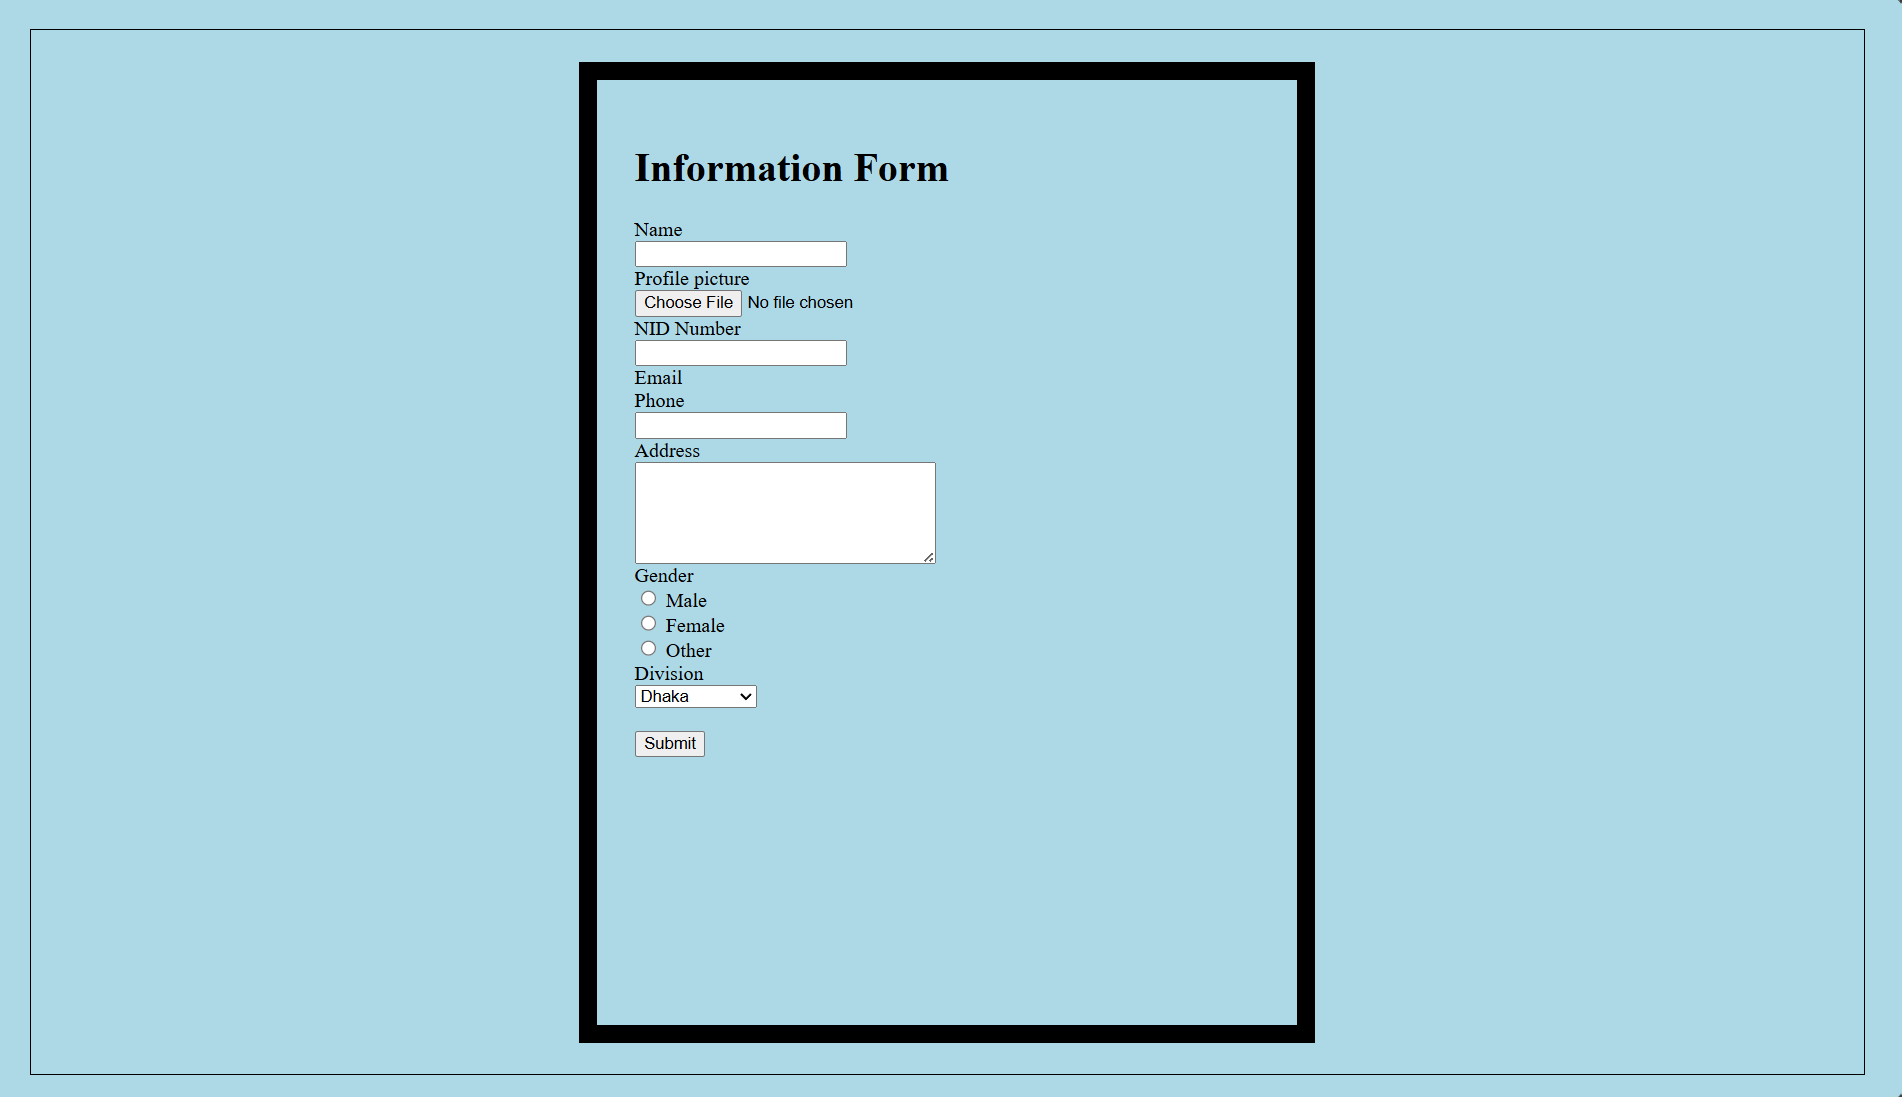 Information Form
Name
Profile picture
Choose File No file chosen
NID Number
Email
Phone
Address
Gender
Male
Female
Other
Division
Dhaka
Submit